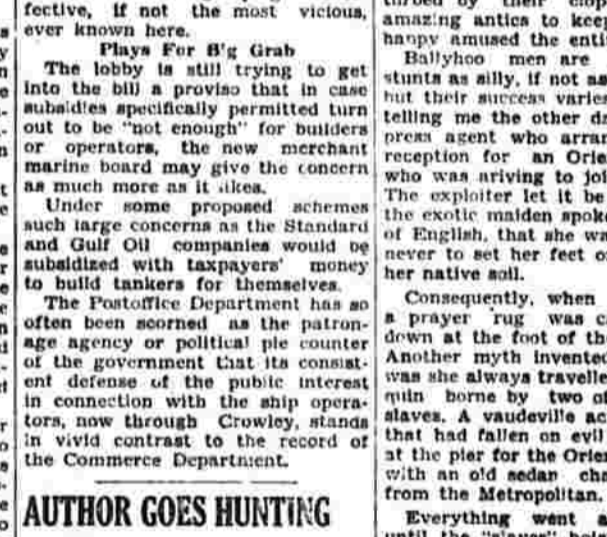 fective, if not the most vicious,
ever known here.
Plays For B'g Grab
The lobby is still trying to get
into the bill a proviso that in case
subsidies specifically permitted turn
out to be "not enough" for builders
or operators, the new merchant
marine board may give the concern
as much more as it likes.
Under some proposed schemes
such large concerns as the Standard
and Gulf Oil companies would be
subsidized with taxpayers' money
to build tankers for themselves.
The Postoffice Department has so
often been scorned as the patron-
age agency or political pie counter
of the government that its consist-
ent defense of the public interest
in connection with the ship opera-
tors, now through Crowley, stands
in vivid contrast to the record of
the Commerce Department.
AUTHOR GOES HUNTING
amazing antics to keep
happy amused the enti
Ballyhoo men are
stunts as silly, if not as
but their success varies
telling me the other da
press agent who arran
reception for an Orie
who was ariving to joi
The exploiter let it be
the exotic maiden spoke
of English, that she wa
never to set her feet o
her native soil.
Consequently, when
a prayer rug was c
down at the foot of th
Another myth invented
was she always travelle
quin borne by two of
slaves. A vaudeville ac
that had fallen on evil
at the pier for the Orien
with an old sedan cha
from the Metropolitan.
Everything went a
until the "slaves"